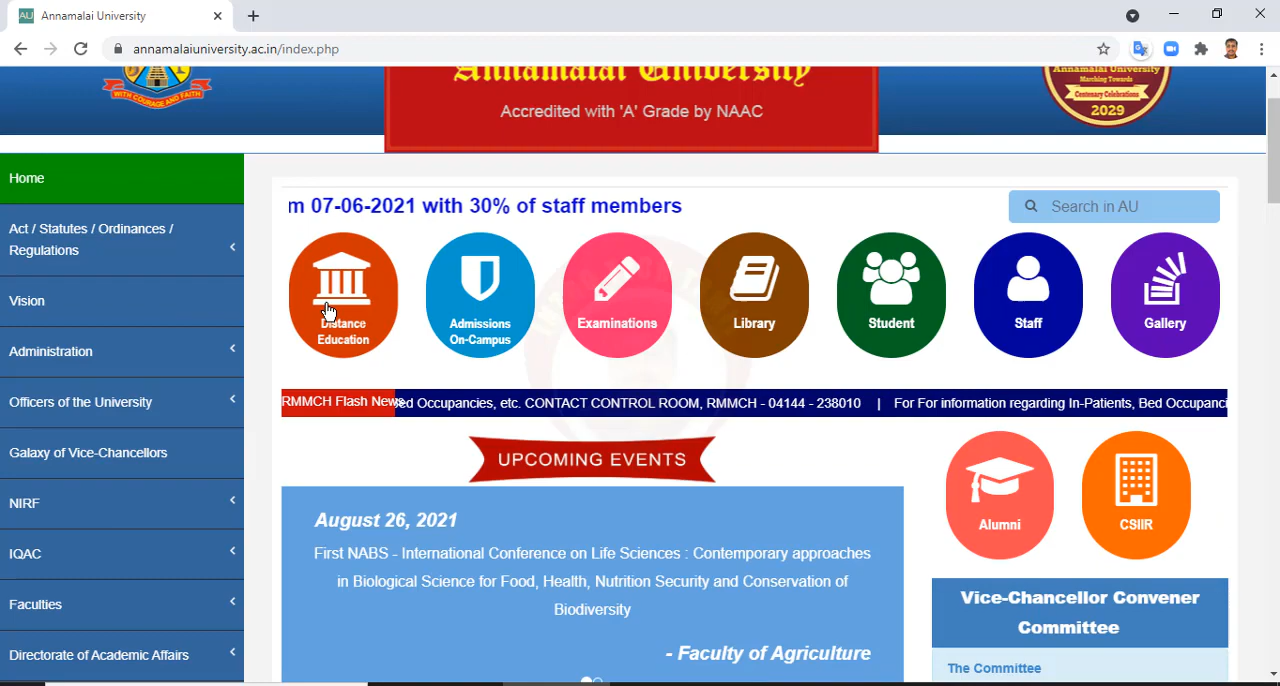 Annamalai University
annamalaiuniversity.ac.in/index.php
WITH COURAGE AND FAITH
Annamalai University
Accredited with 'A' Grade by NAAC
Annamalai University
Marching Towards
Centenary Celebrations
2029
Home
Act / Statutes / Ordinances /
Regulations
Vision
Administration
Officers of the University
Galaxy of Vice-Chancellors
NIRF
IQAC
Faculties
Directorate of Academic Affairs
m 07-06-2021 with 30% of staff members
Search in AU
Distance
Education
Admissions
On-Campus
Examinations
Library
Student
Staff
Gallery
RMMCH Flash News
Bed Occupancies, etc. CONTACT CONTROL ROOM, RMMCH - 04144 - 238010 | For For information regarding In-Patients, Bed Occupanci
UPCOMING EVENTS
August 26, 2021
First NABS - International Conference on Life Sciences : Contemporary approaches
in Biological Science for Food, Health, Nutrition Security and Conservation of
Biodiversity
- Faculty of Agriculture
Alumni
CSIIR
Vice-Chancellor Convener
Committee
The Committee